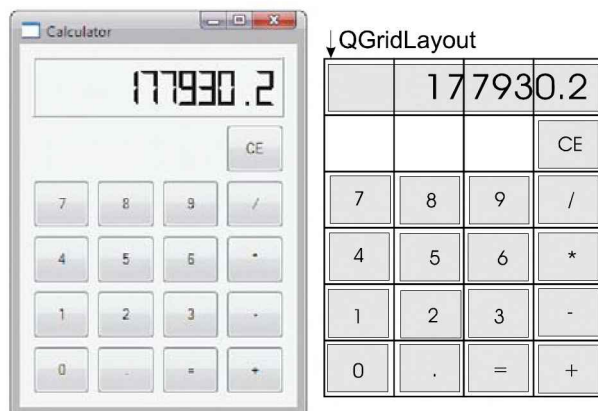 Calculator
177930.2
CE
7 8 9 /
4 5 6 *
1 2 3 -
0 . = +
QGridLayout
177930.2
CE
7 8 9 /
4 5 6 *
1 2 3 -
0 . = +